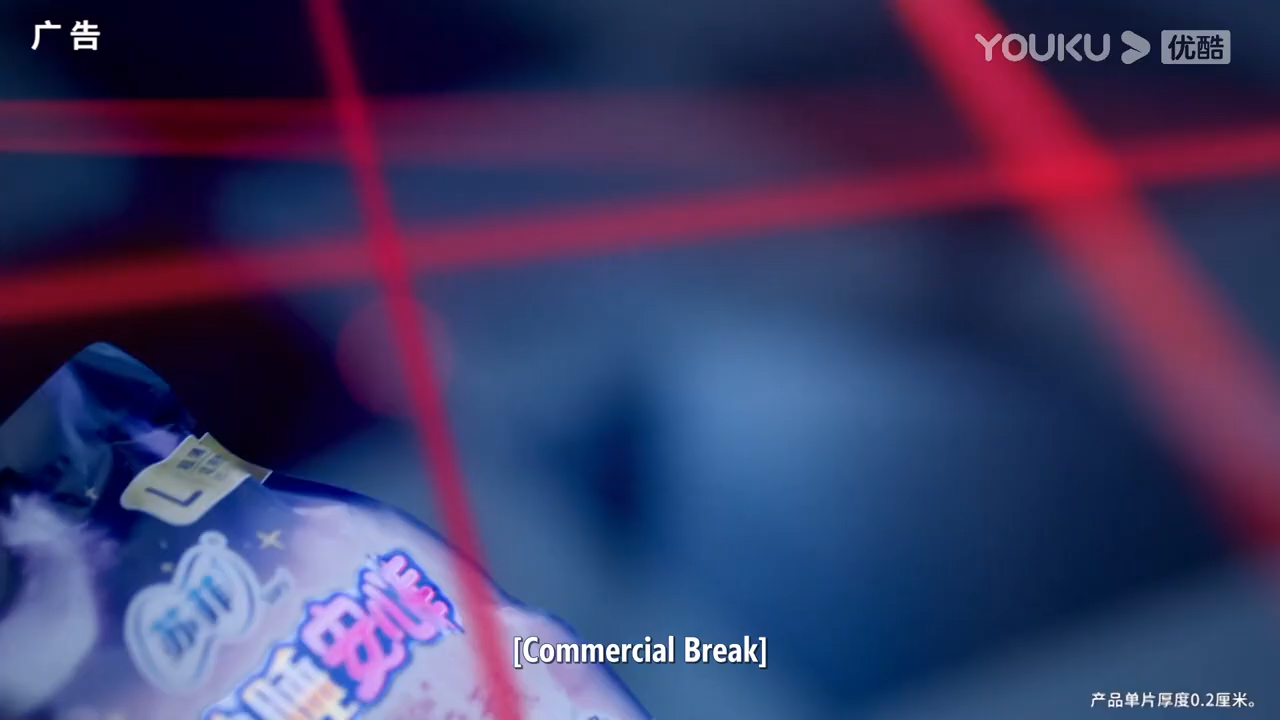 广告
YOUKU 优酷
L
苏菲
安心
[Commercial Break]
产品单片厚度0.2厘米。